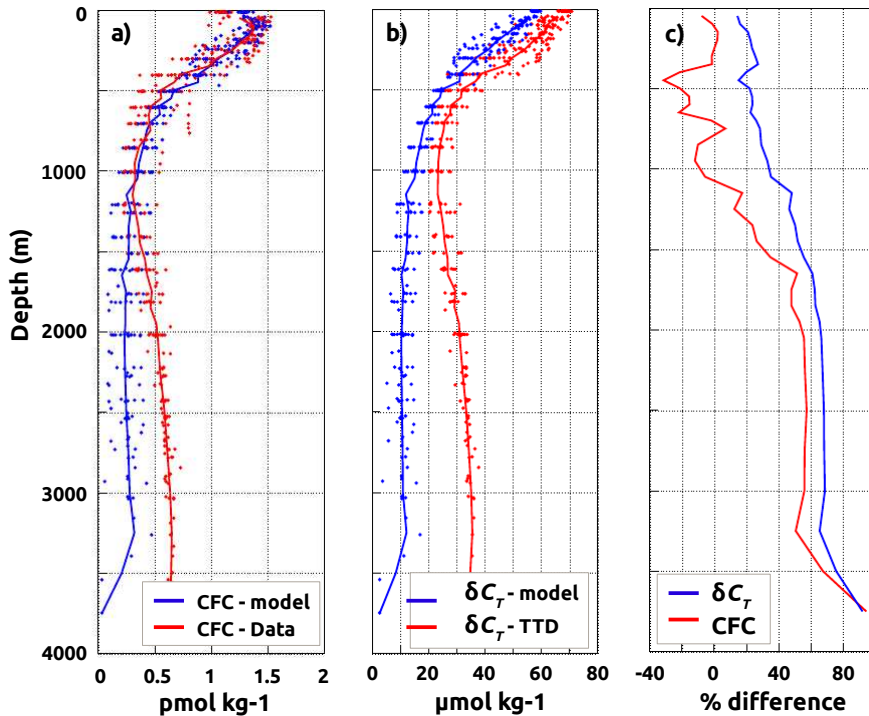 a)
b)
c)
Depth (m)
0
1000
2000
3000
4000
CFC - model
CFC - Data
δC_T - model
δC_T - TTD
δC_T
CFC
0 0.5 1 1.5 2
0 20 40 60 80
-40 0 40 80
pmol kg-1
μmol kg-1
% difference